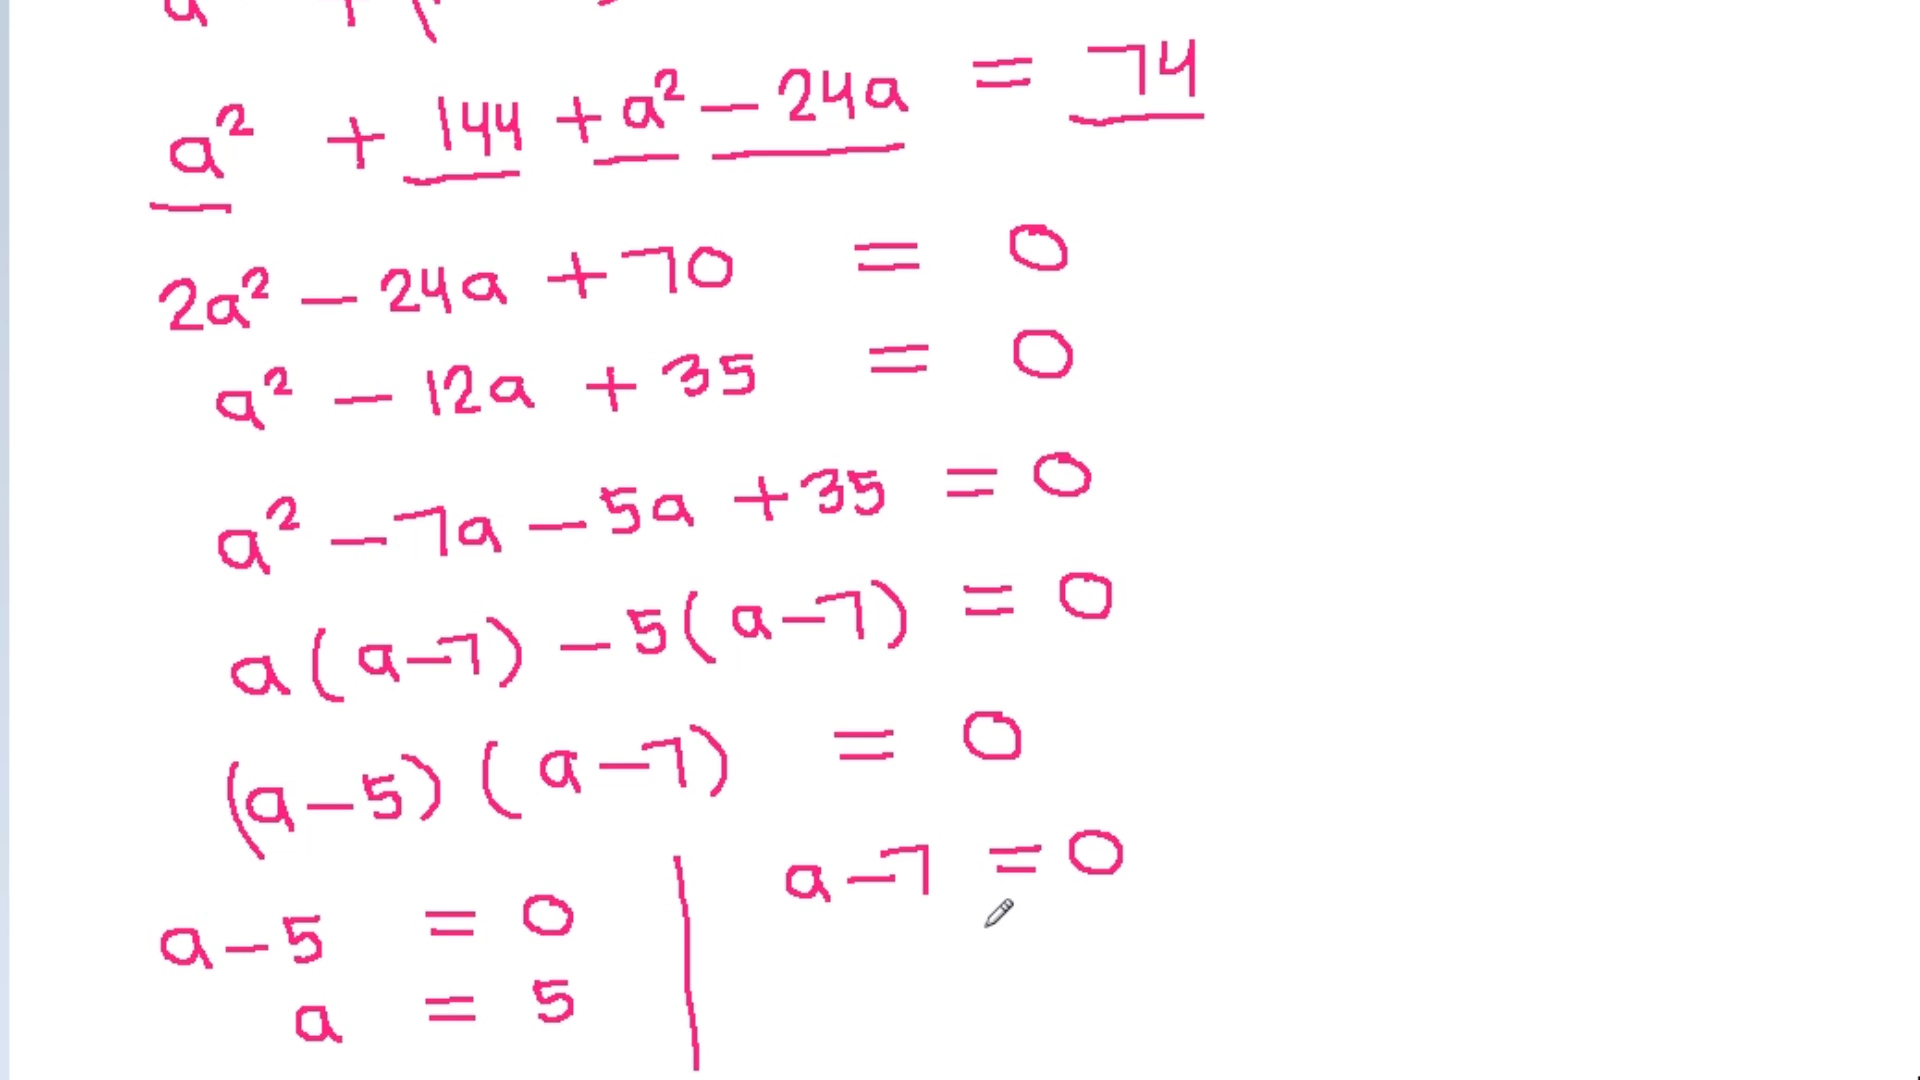 a² + 144 + a² - 24a = 74
2a² - 24a + 70 = 0
a² - 12a + 35 = 0
a² - 7a - 5a + 35 = 0
a(a-7) - 5(a-7) = 0
(a-5)(a-7) = 0
a-5 = 0
a = 5
a-7 = 0